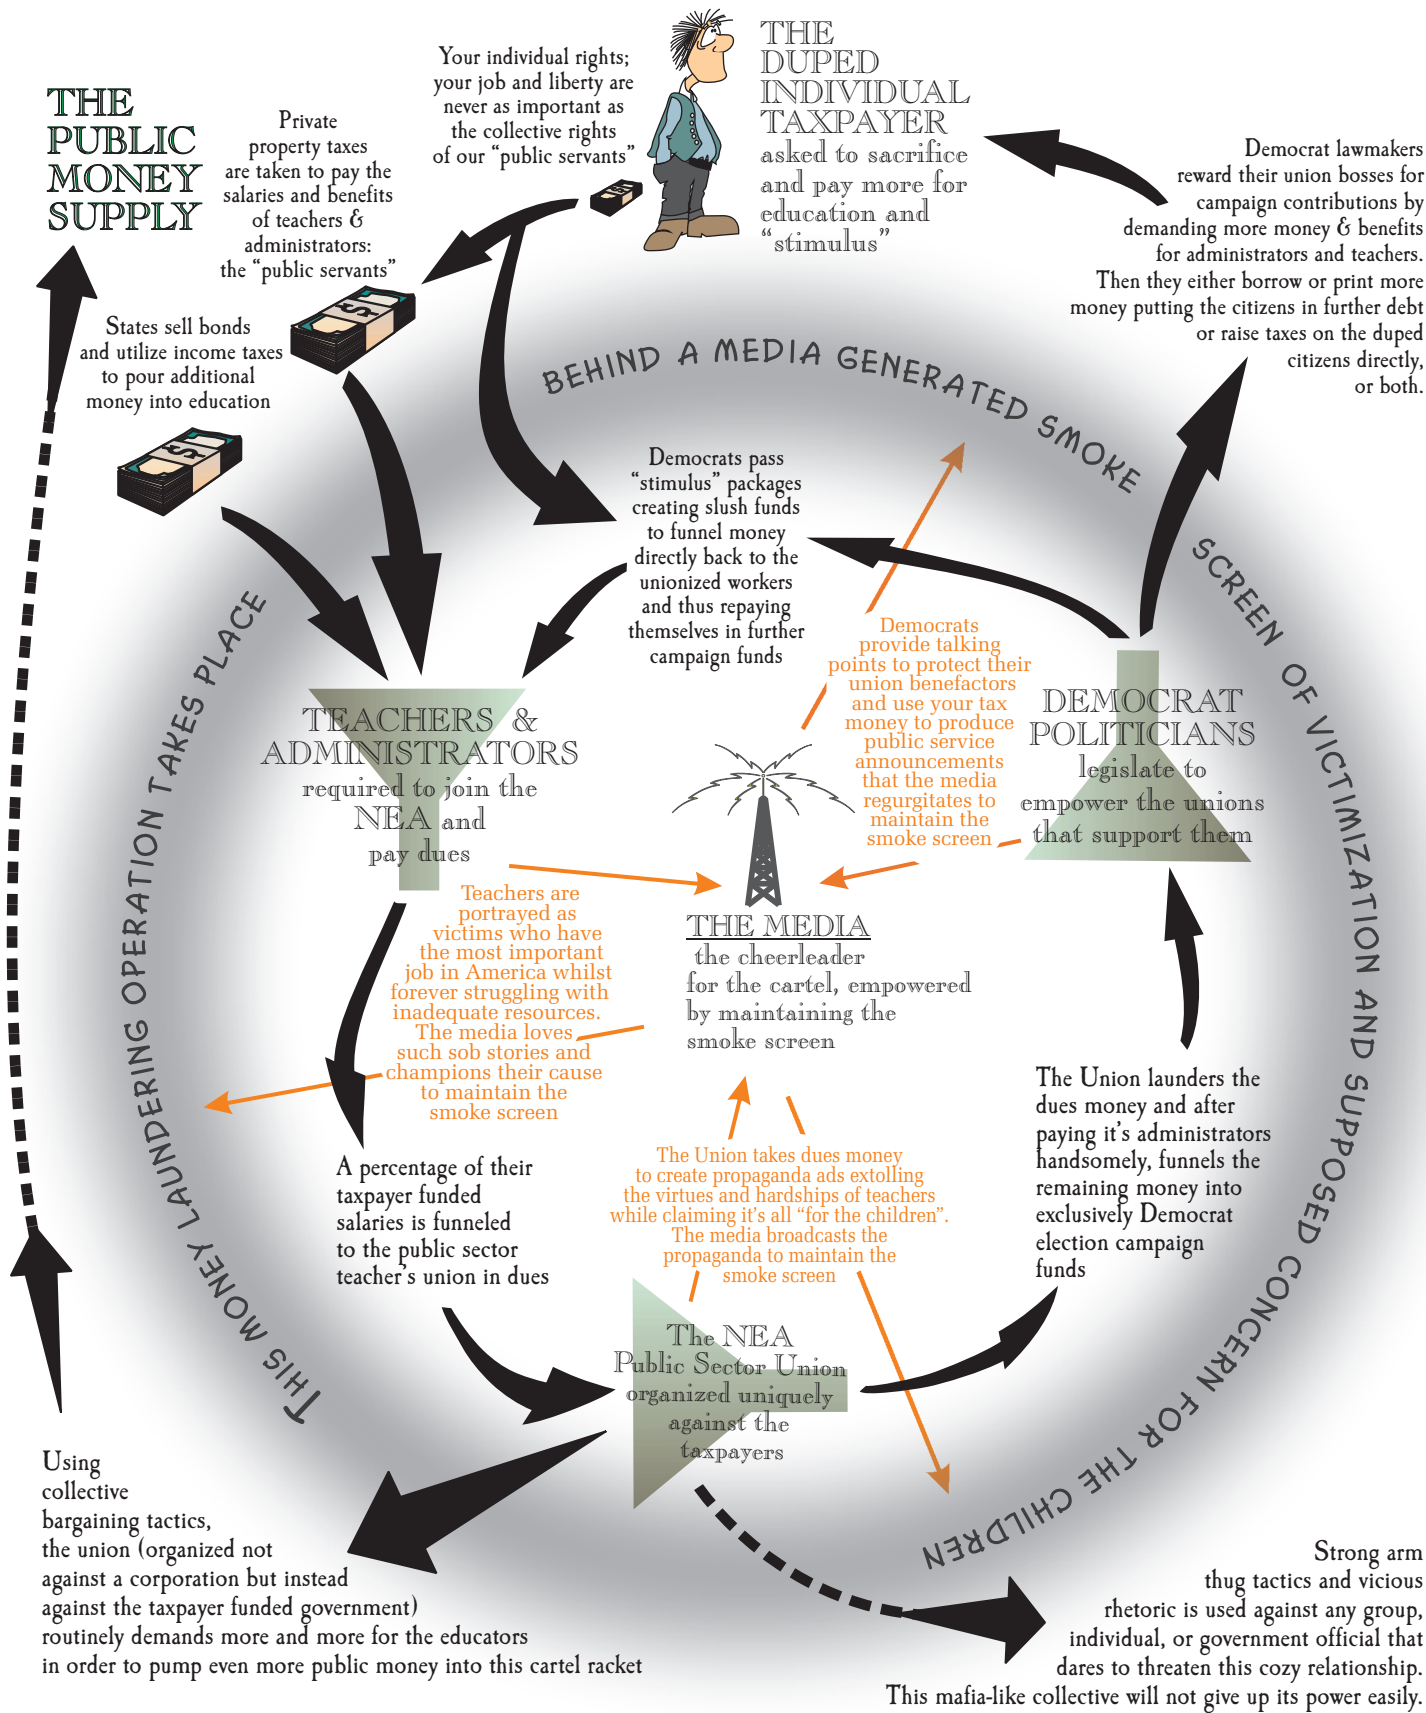 THE
DUPED
INDIVIDUAL
TAXPAYER
asked to sacrifice
and pay more for
education and
“stimulus”
Your individual rights;
your job and liberty are
never as important as
the collective rights
of our “public servants”
THE
PUBLIC
MONEY
SUPPLY
Private
property taxes
are taken to pay the
salaries and benefits
of teachers &
administrators:
the “public servants”
States sell bonds
and utilize income taxes
to pour additional
money into education
Democrat lawmakers
reward their union bosses for
campaign contributions by
demanding more money & benefits
for administrators and teachers.
Then they either borrow or print more
money putting the citizens in further debt
or raise taxes on the duped
citizens directly,
or both.
THIS MONEY LAUNDERING OPERATION TAKES PLACE
BEHIND A MEDIA GENERATED SMOKE
SCREEN OF VICTIMIZATION AND SUPPOSED CONCERN FOR THE CHILDREN
Democrats pass
“stimulus” packages
creating slush funds
to funnel money
directly back to the
unionized workers
and thus repaying
themselves in further
campaign funds
Democrats
provide talking
points to protect their
union benefactors
and use your tax
money to produce
public service
announcements
that the media
regurgitates to
maintain the
smoke screen
DEMOCRAT
POLITICIANS
legislate to
empower the unions
that support them
TEACHERS &
ADMINISTRATORS
required to join the
NEA and
pay dues
Teachers are
portrayed as
victims who have
the most important
job in America whilst
forever struggling with
inadequate resources.
The media loves
such sob stories and
champions their cause
to maintain the
smoke screen
THE MEDIA
the cheerleader
for the cartel, empowered
by maintaining the
smoke screen
The Union launders the
dues money and after
paying it’s administrators
handsomely, funnels the
remaining money into
exclusively Democrat
election campaign
funds
A percentage of their
taxpayer funded
salaries is funneled
to the public sector
teacher’s union in dues
The Union takes dues money
to create propaganda ads extolling
the virtues and hardships of teachers
while claiming it’s all “for the children”.
The media broadcasts the
propaganda to maintain the
smoke screen
The NEA
Public Sector Union
organized uniquely
against the
taxpayers
Using
collective
bargaining tactics,
the union (organized not
against a corporation but instead
against the taxpayer funded government)
routinely demands more and more for the educators
in order to pump even more public money into this cartel racket
Strong arm
thug tactics and vicious
rhetoric is used against any group,
individual, or government official that
dares to threaten this cozy relationship.
This mafia-like collective will not give up its power easily.